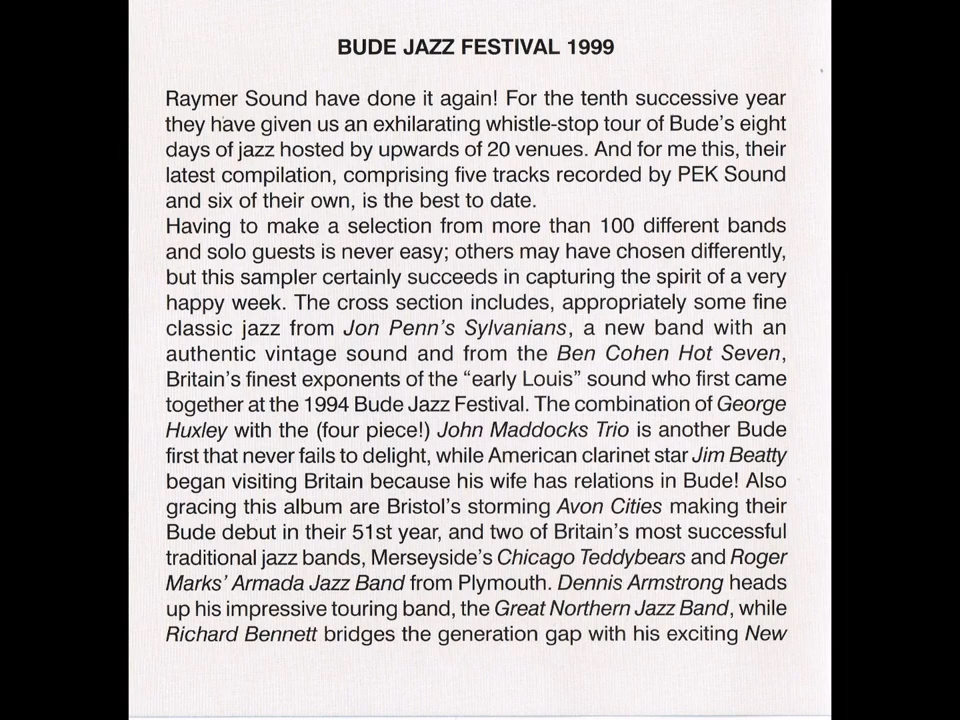 BUDE JAZZ FESTIVAL 1999
Raymer Sound have done it again! For the tenth successive year
they have given us an exhilarating whistle-stop tour of Bude's eight
days of jazz hosted by upwards of 20 venues. And for me this, their
latest compilation, comprising five tracks recorded by PEK Sound
and six of their own, is the best to date.
Having to make a selection from more than 100 different bands
and solo guests is never easy; others may have chosen differently,
but this sampler certainly succeeds in capturing the spirit of a very
happy week. The cross section includes, appropriately some fine
classic jazz from Jon Penn's Sylvanians, a new band with an
authentic vintage sound and from the Ben Cohen Hot Seven,
Britain's finest exponents of the “early Louis” sound who first came
together at the 1994 Bude Jazz Festival. The combination of George
Huxley with the (four piece!) John Maddocks Trio is another Bude
first that never fails to delight, while American clarinet star Jim Beatty
began visiting Britain because his wife has relations in Bude! Also
gracing this album are Bristol's storming Avon Cities making their
Bude debut in their 51st year, and two of Britain's most successful
traditional jazz bands, Merseyside's Chicago Teddybears and Roger
Marks' Armada Jazz Band from Plymouth. Dennis Armstrong heads
up his impressive touring band, the Great Northern Jazz Band, while
Richard Bennett bridges the generation gap with his exciting New